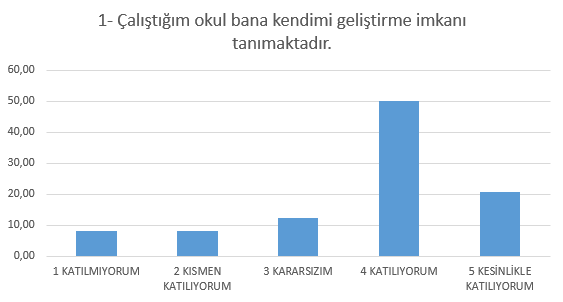 1- Çalıştığım okul bana kendimi geliştirme imkanı
tanımaktadır.
60,00
50,00
40,00
30,00
20,00
10,00
0,00
1 KATILMIYORUM
2 KISMEN
KATILIYORUM
3 KARARSIZIM
4 KATILIYORUM
5 KESİNLİKLE
KATILIYORUM